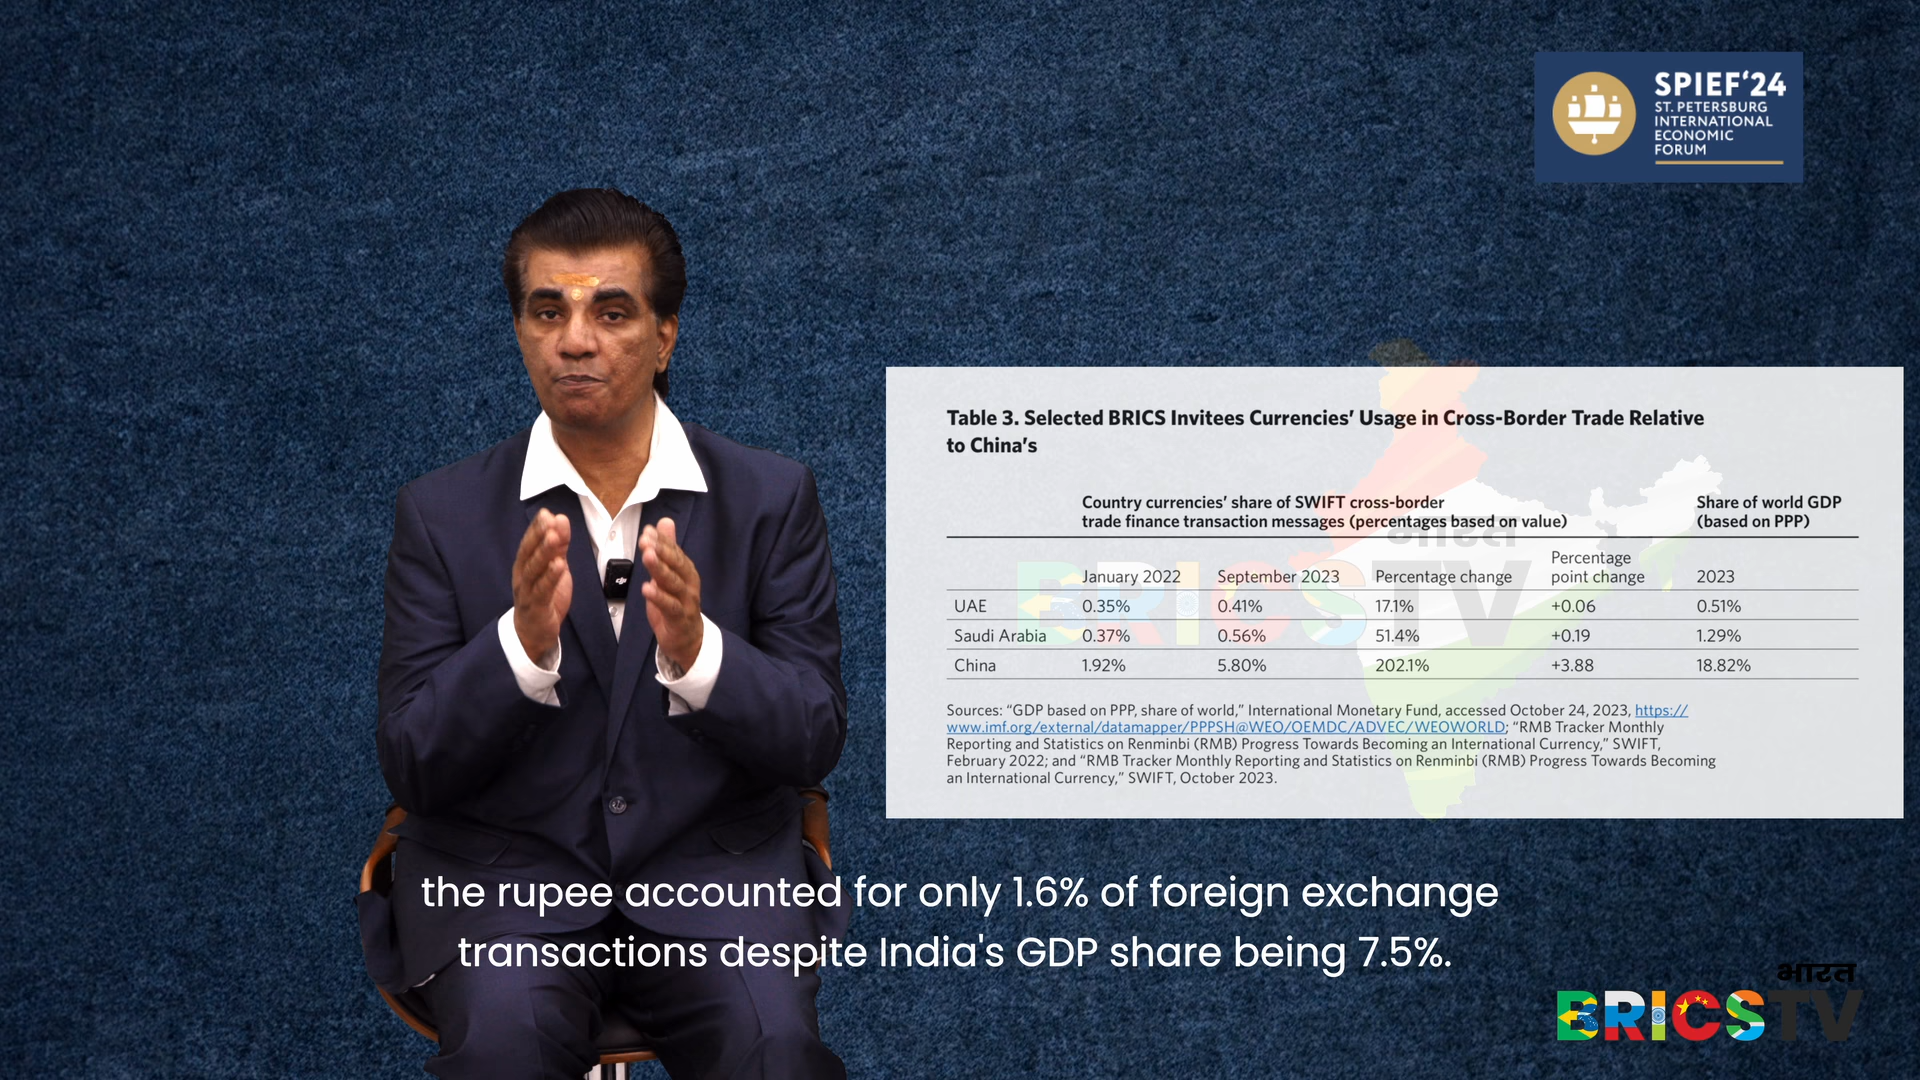 SPIEF‘24
ST. PETERSBURG
INTERNATIONAL
ECONOMIC
FORUM
Table 3. Selected BRICS Invitees Currencies’ Usage in Cross-Border Trade Relative
to China’s
Country currencies’ share of SWIFT cross-border
trade finance transaction messages (percentages based on value)
Share of world GDP
(based on PPP)
January 2022 September 2023 Percentage change Percentage point change 2023
UAE 0.35% 0.41% 17.1% +0.06 0.51%
Saudi Arabia 0.37% 0.56% 51.4% +0.19 1.29%
China 1.92% 5.80% 202.1% +3.88 18.82%
Sources: “GDP based on PPP, share of world,” International Monetary Fund, accessed October 24, 2023, https://
www.imf.org/external/datamapper/PPPSH@WEO/OEMDC/ADVEC/WEOWORLD; “RMB Tracker Monthly
Reporting and Statistics on Renminbi (RMB) Progress Towards Becoming an International Currency,” SWIFT,
February 2022; and “RMB Tracker Monthly Reporting and Statistics on Renminbi (RMB) Progress Towards Becoming
an International Currency,” SWIFT, October 2023.
भारत
BRICSTV
the rupee accounted for only 1.6% of foreign exchange
transactions despite India's GDP share being 7.5%.
भारत
BRICSTV